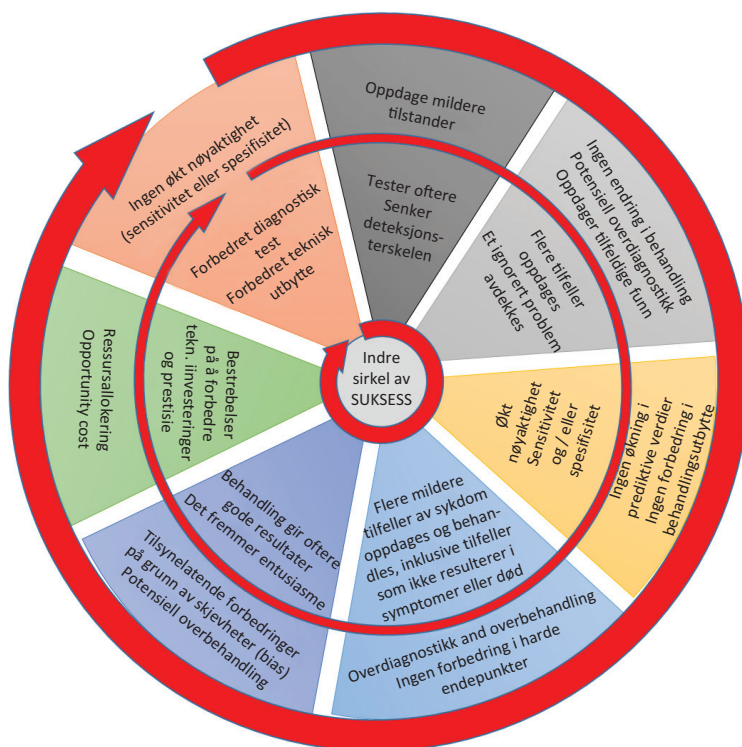 Oppdage mildere
tilstander
Tester oftere
Senker
deteksjons-
terskelen
Ingen endring i behandling
Potensiell overdiagnostikk
Oppdager tilfeldige funn
Flere tilfeller
oppdages
Et ignorert problem
avdekkes
Økt
nøyaktighet
Sensitivitet
og / eller
spesifisitet
Ingen økning i
prediktive verdier
Ingen forbedring i
behandlingsutbytte
Flere mildere
tilfeller av sykdom
oppdages og behan-
dles, inklusive tilfeller
som ikke resulterer i
symptomer eller død
Overdiagnostikk and overbehandling
Ingen forbedring i harde
endepunkter
Behandling gir oftere
gode resultater
Det fremmer entusiasme
Tilsynelatende forbedringer
på grunn av skjevheter (bias)
Potensiell overbehandling
Bestrebelser
på å forbedre
tekn. iinvesteringer
og prestisie
Ressursallokering
Opportunity cost
Ingen økt nøyaktighet
(sensitivitet eller spesifisitet)
Forbedret diagnostisk
test
Forbedret teknisk
utbytte
Indre
sirkel av
SUKSESS